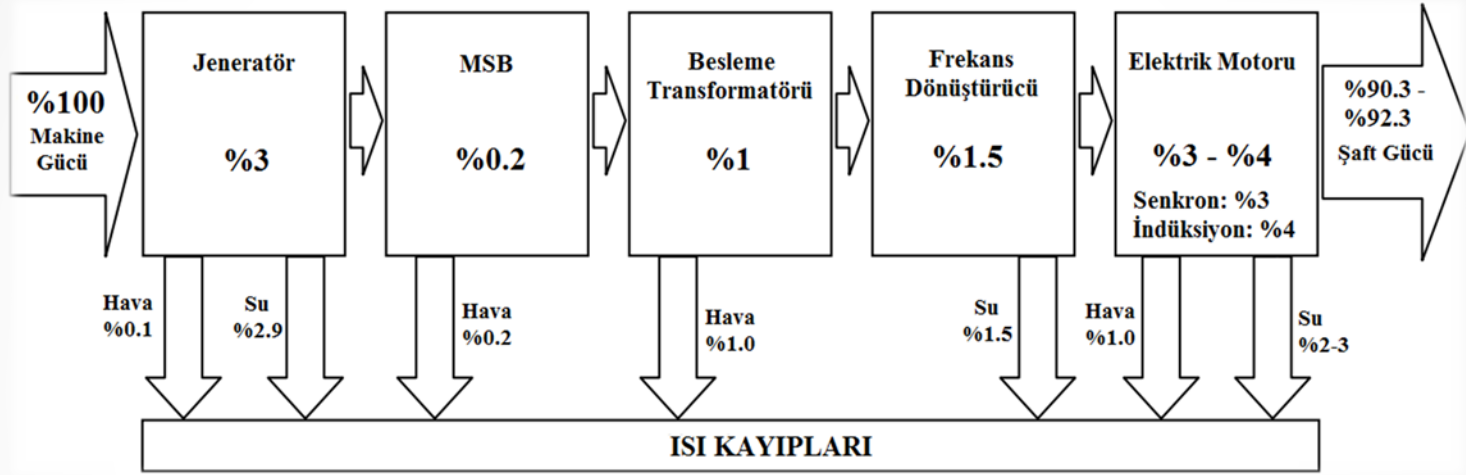 %100
Makine
Gücü
Jeneratör
%3
MSB
%0.2
Besleme
Transformatörü
%1
Frekans
Dönüştürücü
%1.5
Elektrik Motoru
%3 - %4
Senkron: %3
İndüksiyon: %4
%90.3 -
%92.3
Şaft Gücü
Hava
%0.1
Su
%2.9
Hava
%0.2
Hava
%1.0
Su
%1.5
Hava
%1.0
Su
%2-3
ISI KAYIPLARI